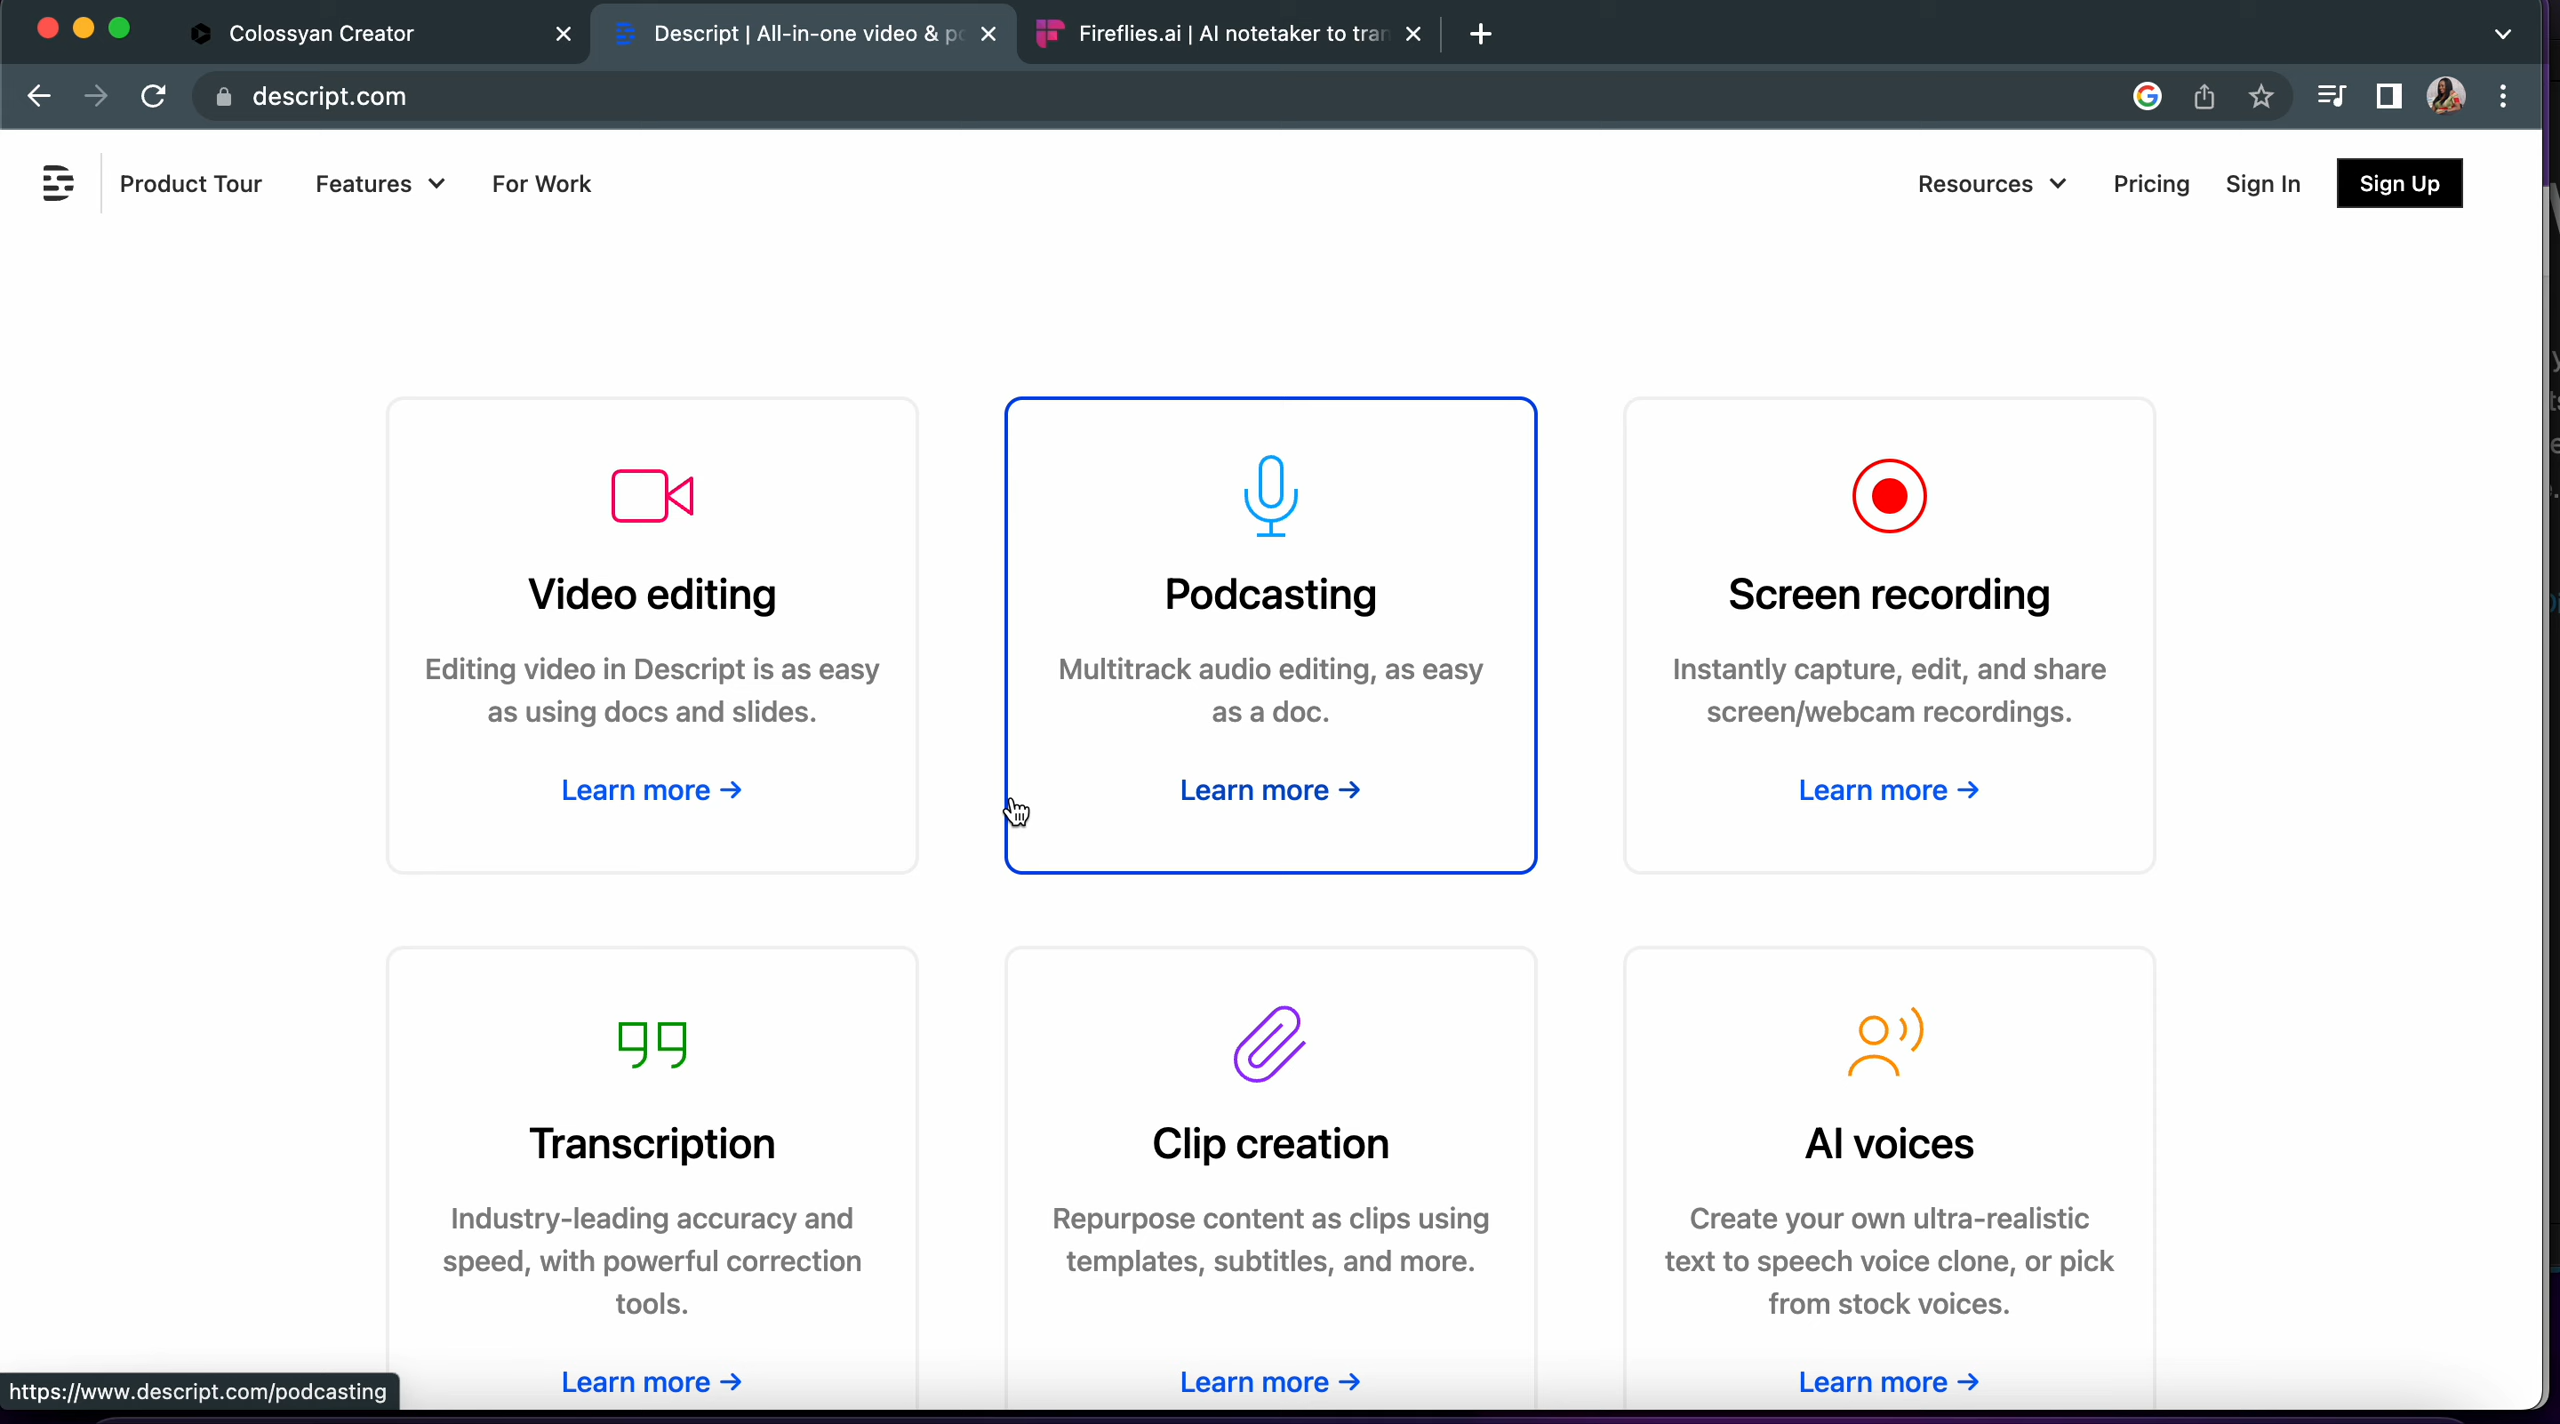 Colossyan Creator
Descript | All-in-one video & po
Fireflies.ai | AI notetaker to tran
descript.com
Product Tour
Features
For Work
Resources
Pricing
Sign In
Sign Up
Video editing
Editing video in Descript is as easy
as using docs and slides.
Learn more →
Podcasting
Multitrack audio editing, as easy
as a doc.
Learn more →
Screen recording
Instantly capture, edit, and share
screen/webcam recordings.
Learn more →
Transcription
Industry-leading accuracy and
speed, with powerful correction
tools.
Learn more →
Clip creation
Repurpose content as clips using
templates, subtitles, and more.
Learn more →
AI voices
Create your own ultra-realistic
text to speech voice clone, or pick
from stock voices.
Learn more →
https://www.descript.com/podcasting